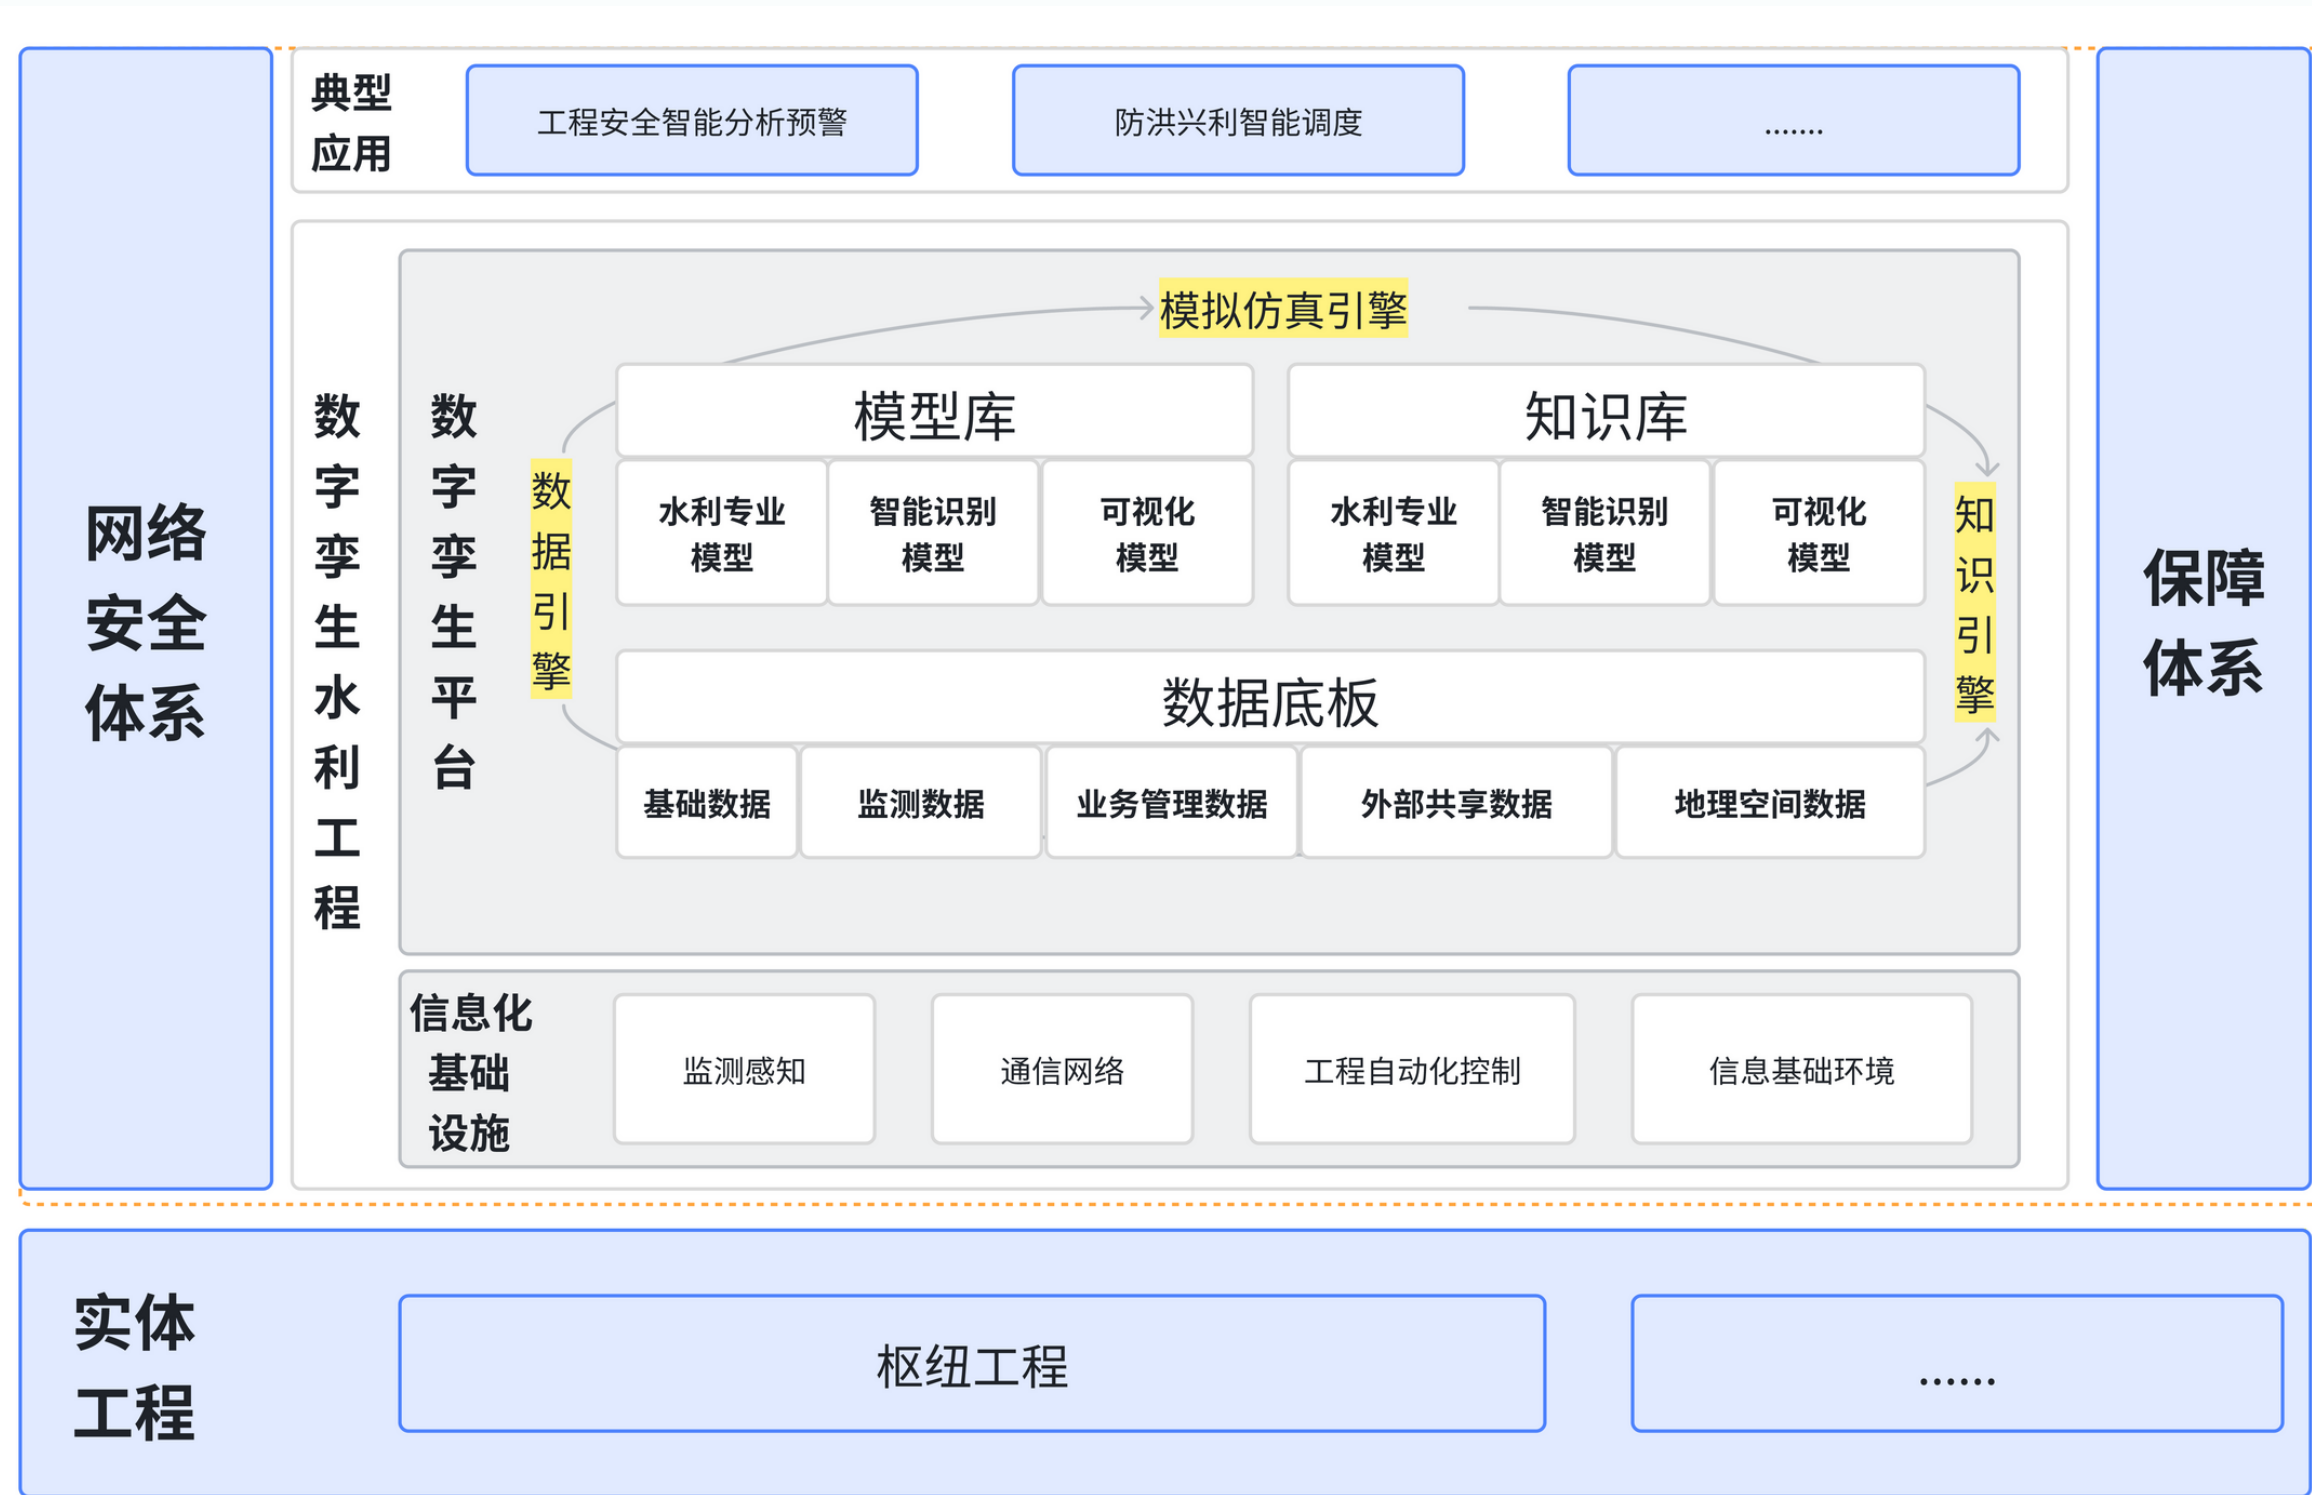 网络
安全
体系
典型
应用
工程安全智能分析预警
防洪兴利智能调度
.......
数字孪生水利工程
数字孪生平台
模拟仿真引擎
数据引擎
模型库
水利专业
模型
智能识别
模型
可视化
模型
知识库
水利专业
模型
智能识别
模型
可视化
模型
知识引擎
数据底板
基础数据
监测数据
业务管理数据
外部共享数据
地理空间数据
信息化
基础
设施
监测感知
通信网络
工程自动化控制
信息基础环境
保障
体系
实体
工程
枢纽工程
......